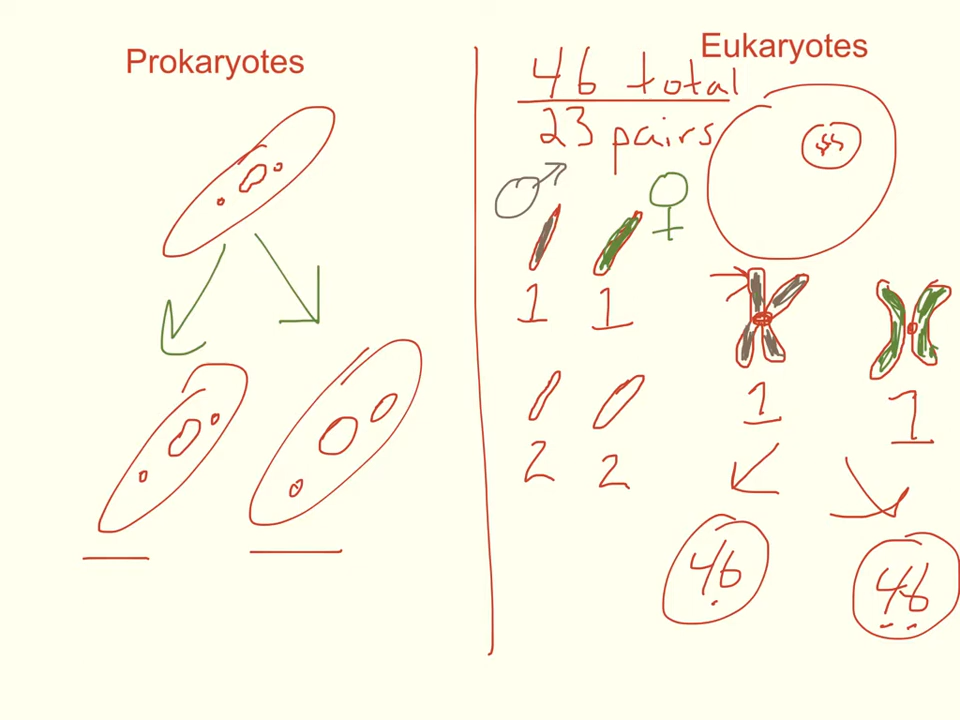 Prokaryotes
Eukaryotes
46 total
23 pairs
♂ ♀
1 1
1 1
2 2
46 46